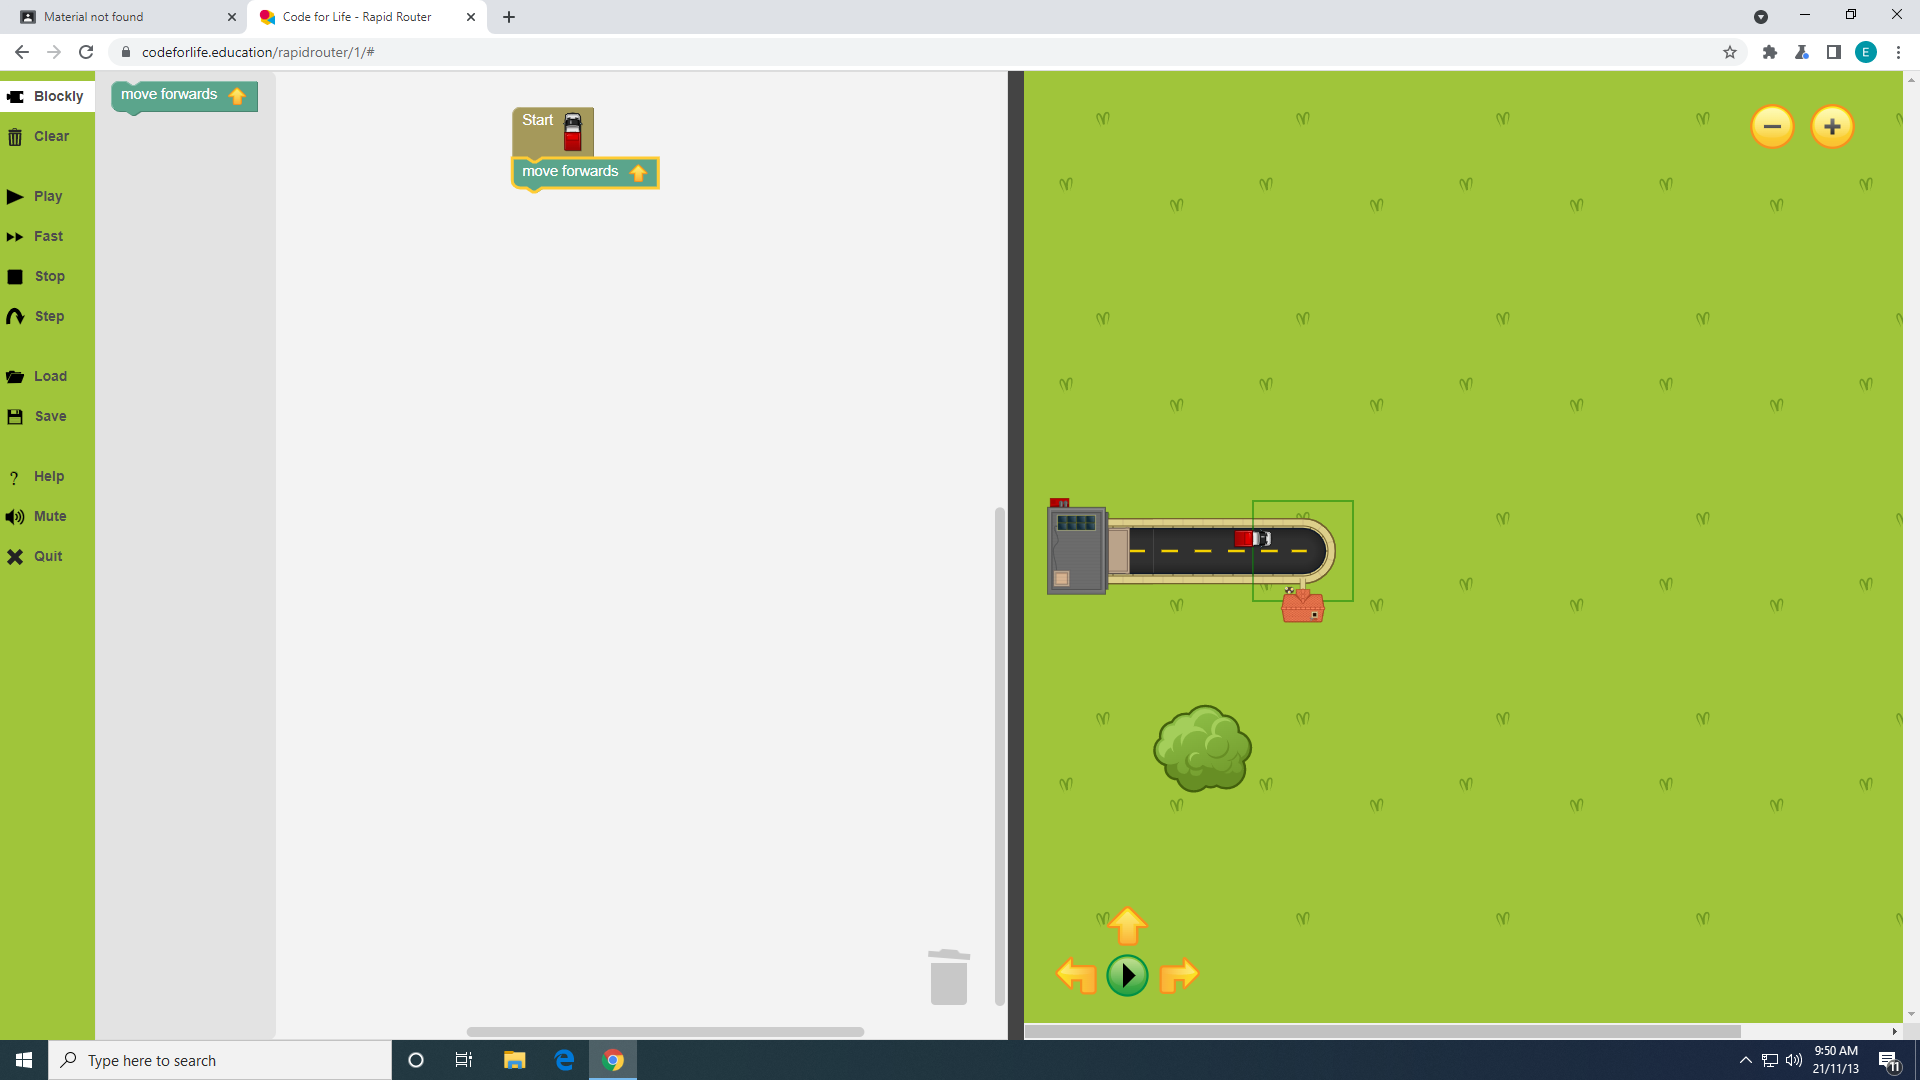 Material not found
Code for Life - Rapid Router
codeforlife.education/rapidrouter/1/#
E
Blockly
Clear
Play
Fast
Stop
Step
Load
Save
? Help
Mute
Quit
move forwards
Start
move forwards
Type here to search
9:50 AM
21/11/13
11